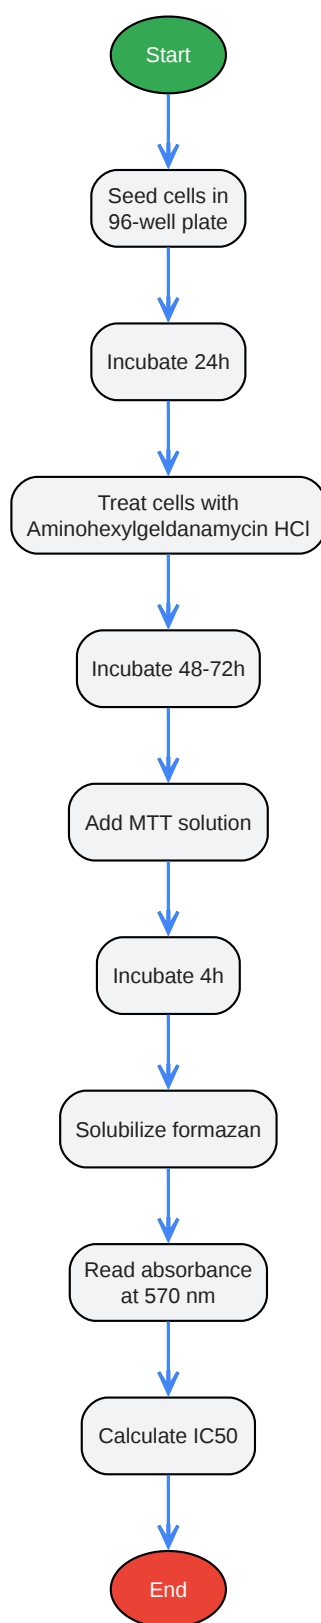 Start
Seed cells in
96-well plate
Incubate 24h
Treat cells with
Aminohexylgeldanamycin HCl
Incubate 48-72h
Add MTT solution
Incubate 4h
Solubilize formazan
Read absorbance
at 570 nm
Calculate IC50
End